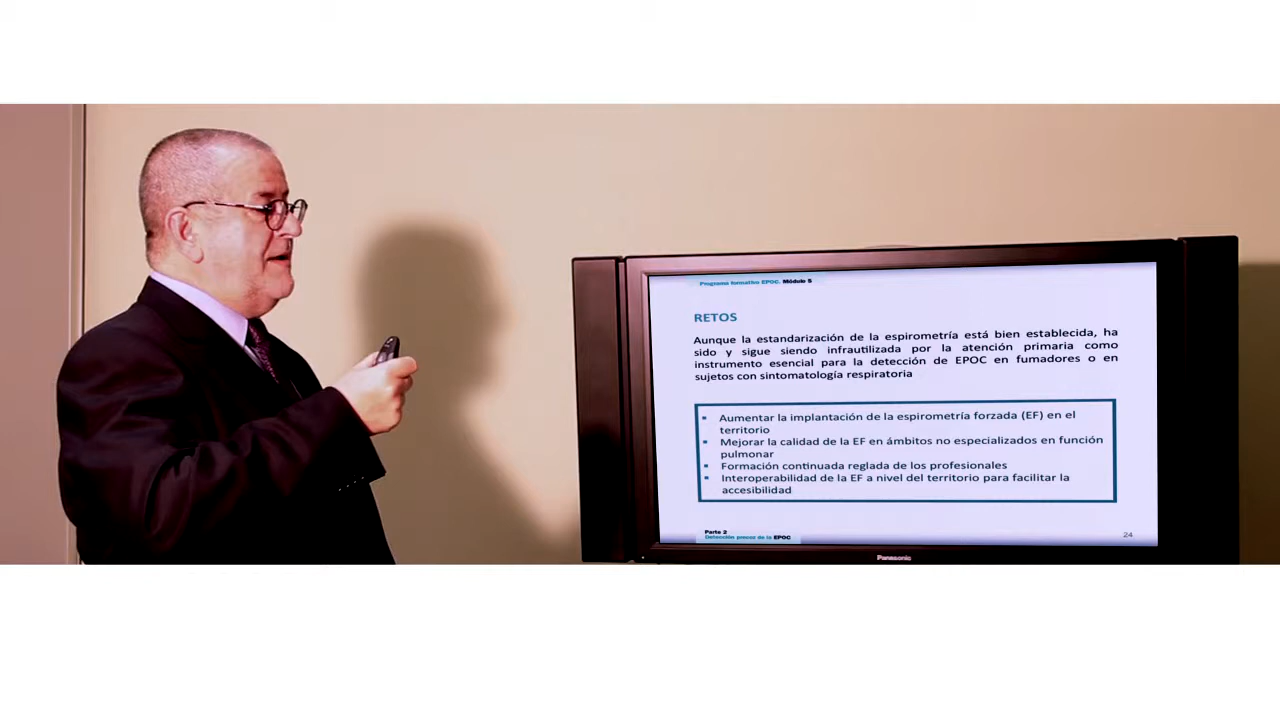 Programa formativo EPOC. Módulo 5
RETOS
Aunque la estandarización de la espirometría está bien establecida, ha
sido y sigue siendo infrautilizada por la atención primaria como
instrumento esencial para la detección de EPOC en fumadores o en
sujetos con sintomatología respiratoria
▪ Aumentar la implantación de la espirometría forzada (EF) en el
territorio
▪ Mejorar la calidad de la EF en ámbitos no especializados en función
pulmonar
▪ Formación continuada reglada de los profesionales
▪ Interoperabilidad de la EF a nivel del territorio para facilitar la
accesibilidad
Parte 2
Detección precoz de la EPOC
24
Panasonic